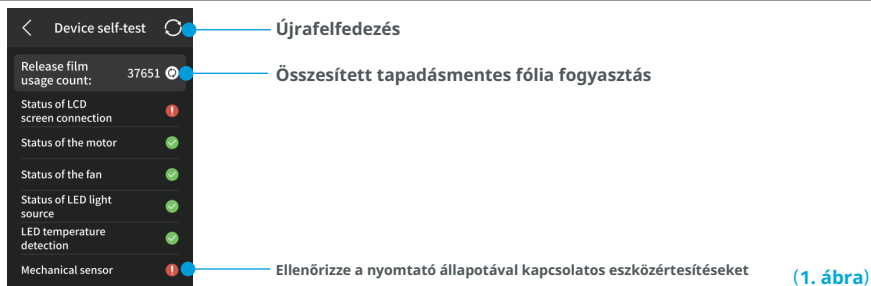 Device self-test
Újrafelfedezés
Release film
usage count:
37651
Összesített tapadásmentes fólia fogyasztás
Status of LCD
screen connection
Status of the motor
Status of the fan
Status of LED light
source
LED temperature
detection
Mechanical sensor
Ellenőrizze a nyomtató állapotával kapcsolatos eszközértesítéseket
(1. ábra)